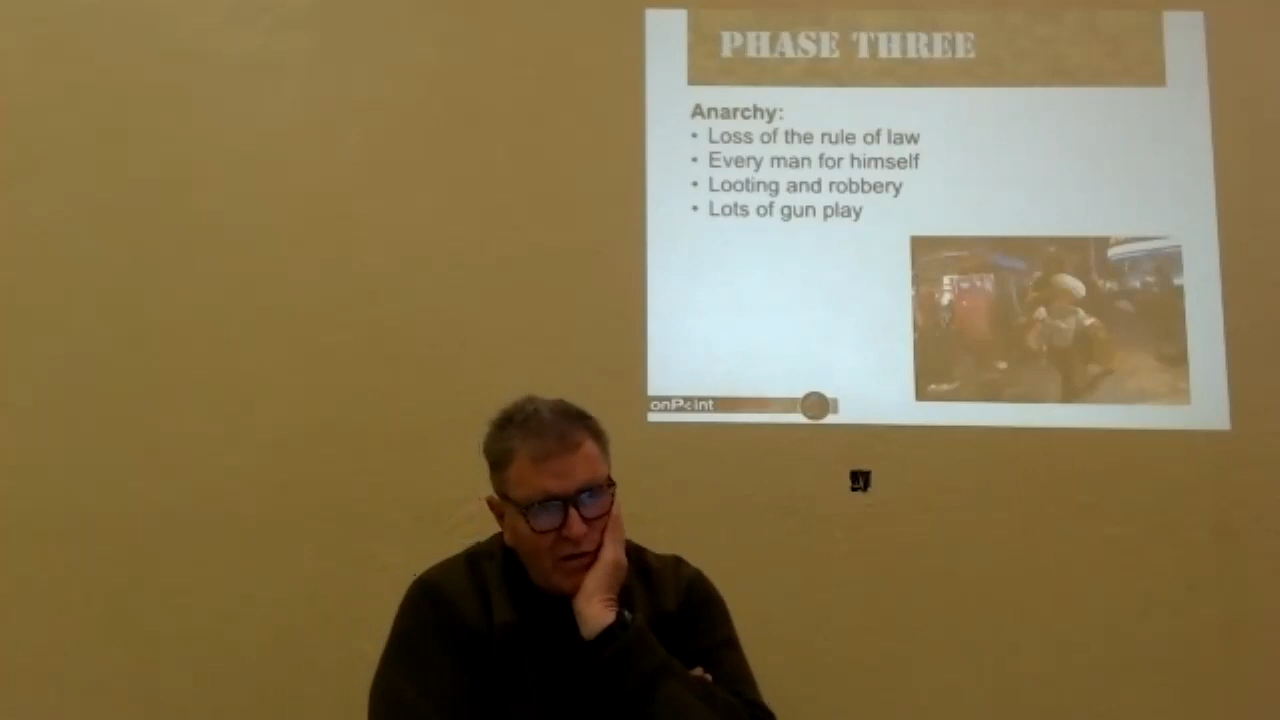 PHASE THREE
Anarchy:
• Loss of the rule of law
• Every man for himself
• Looting and robbery
• Lots of gun play
onPoint